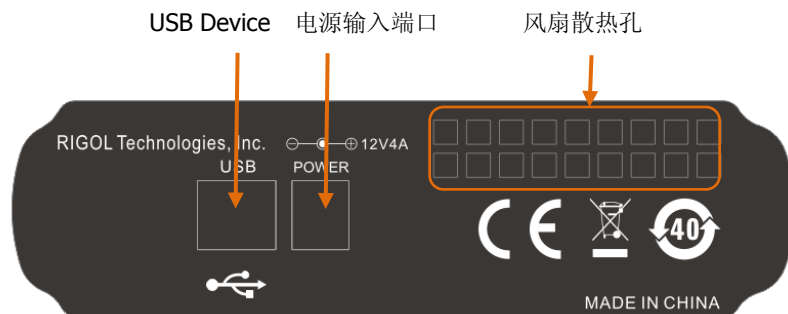 USB Device 电源输入端口 风扇散热孔
RIGOL Technologies, Inc. 12V4A
USB POWER
CE 40
MADE IN CHINA